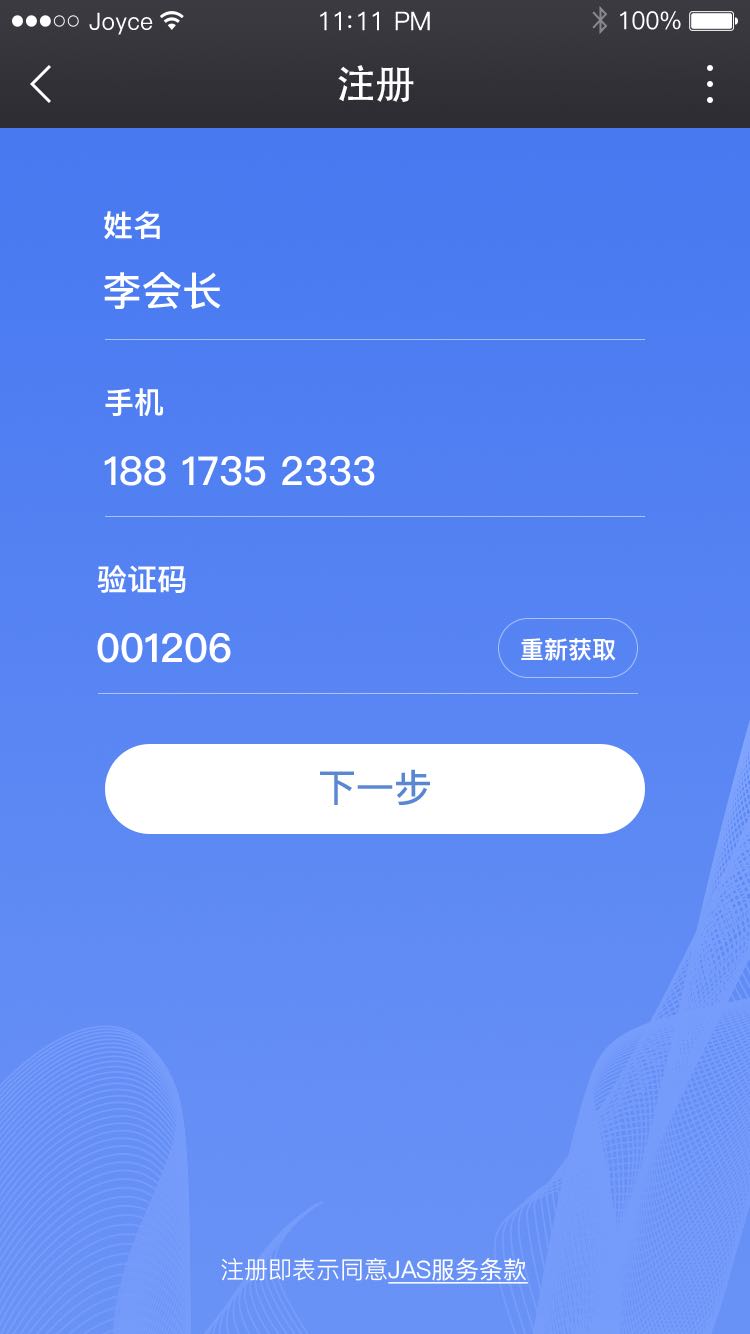 Joyce 11:11 PM 100%
注册
姓名
李会长
手机
188 1735 2333
验证码
001206 重新获取
下一步
注册即表示同意JAS服务条款